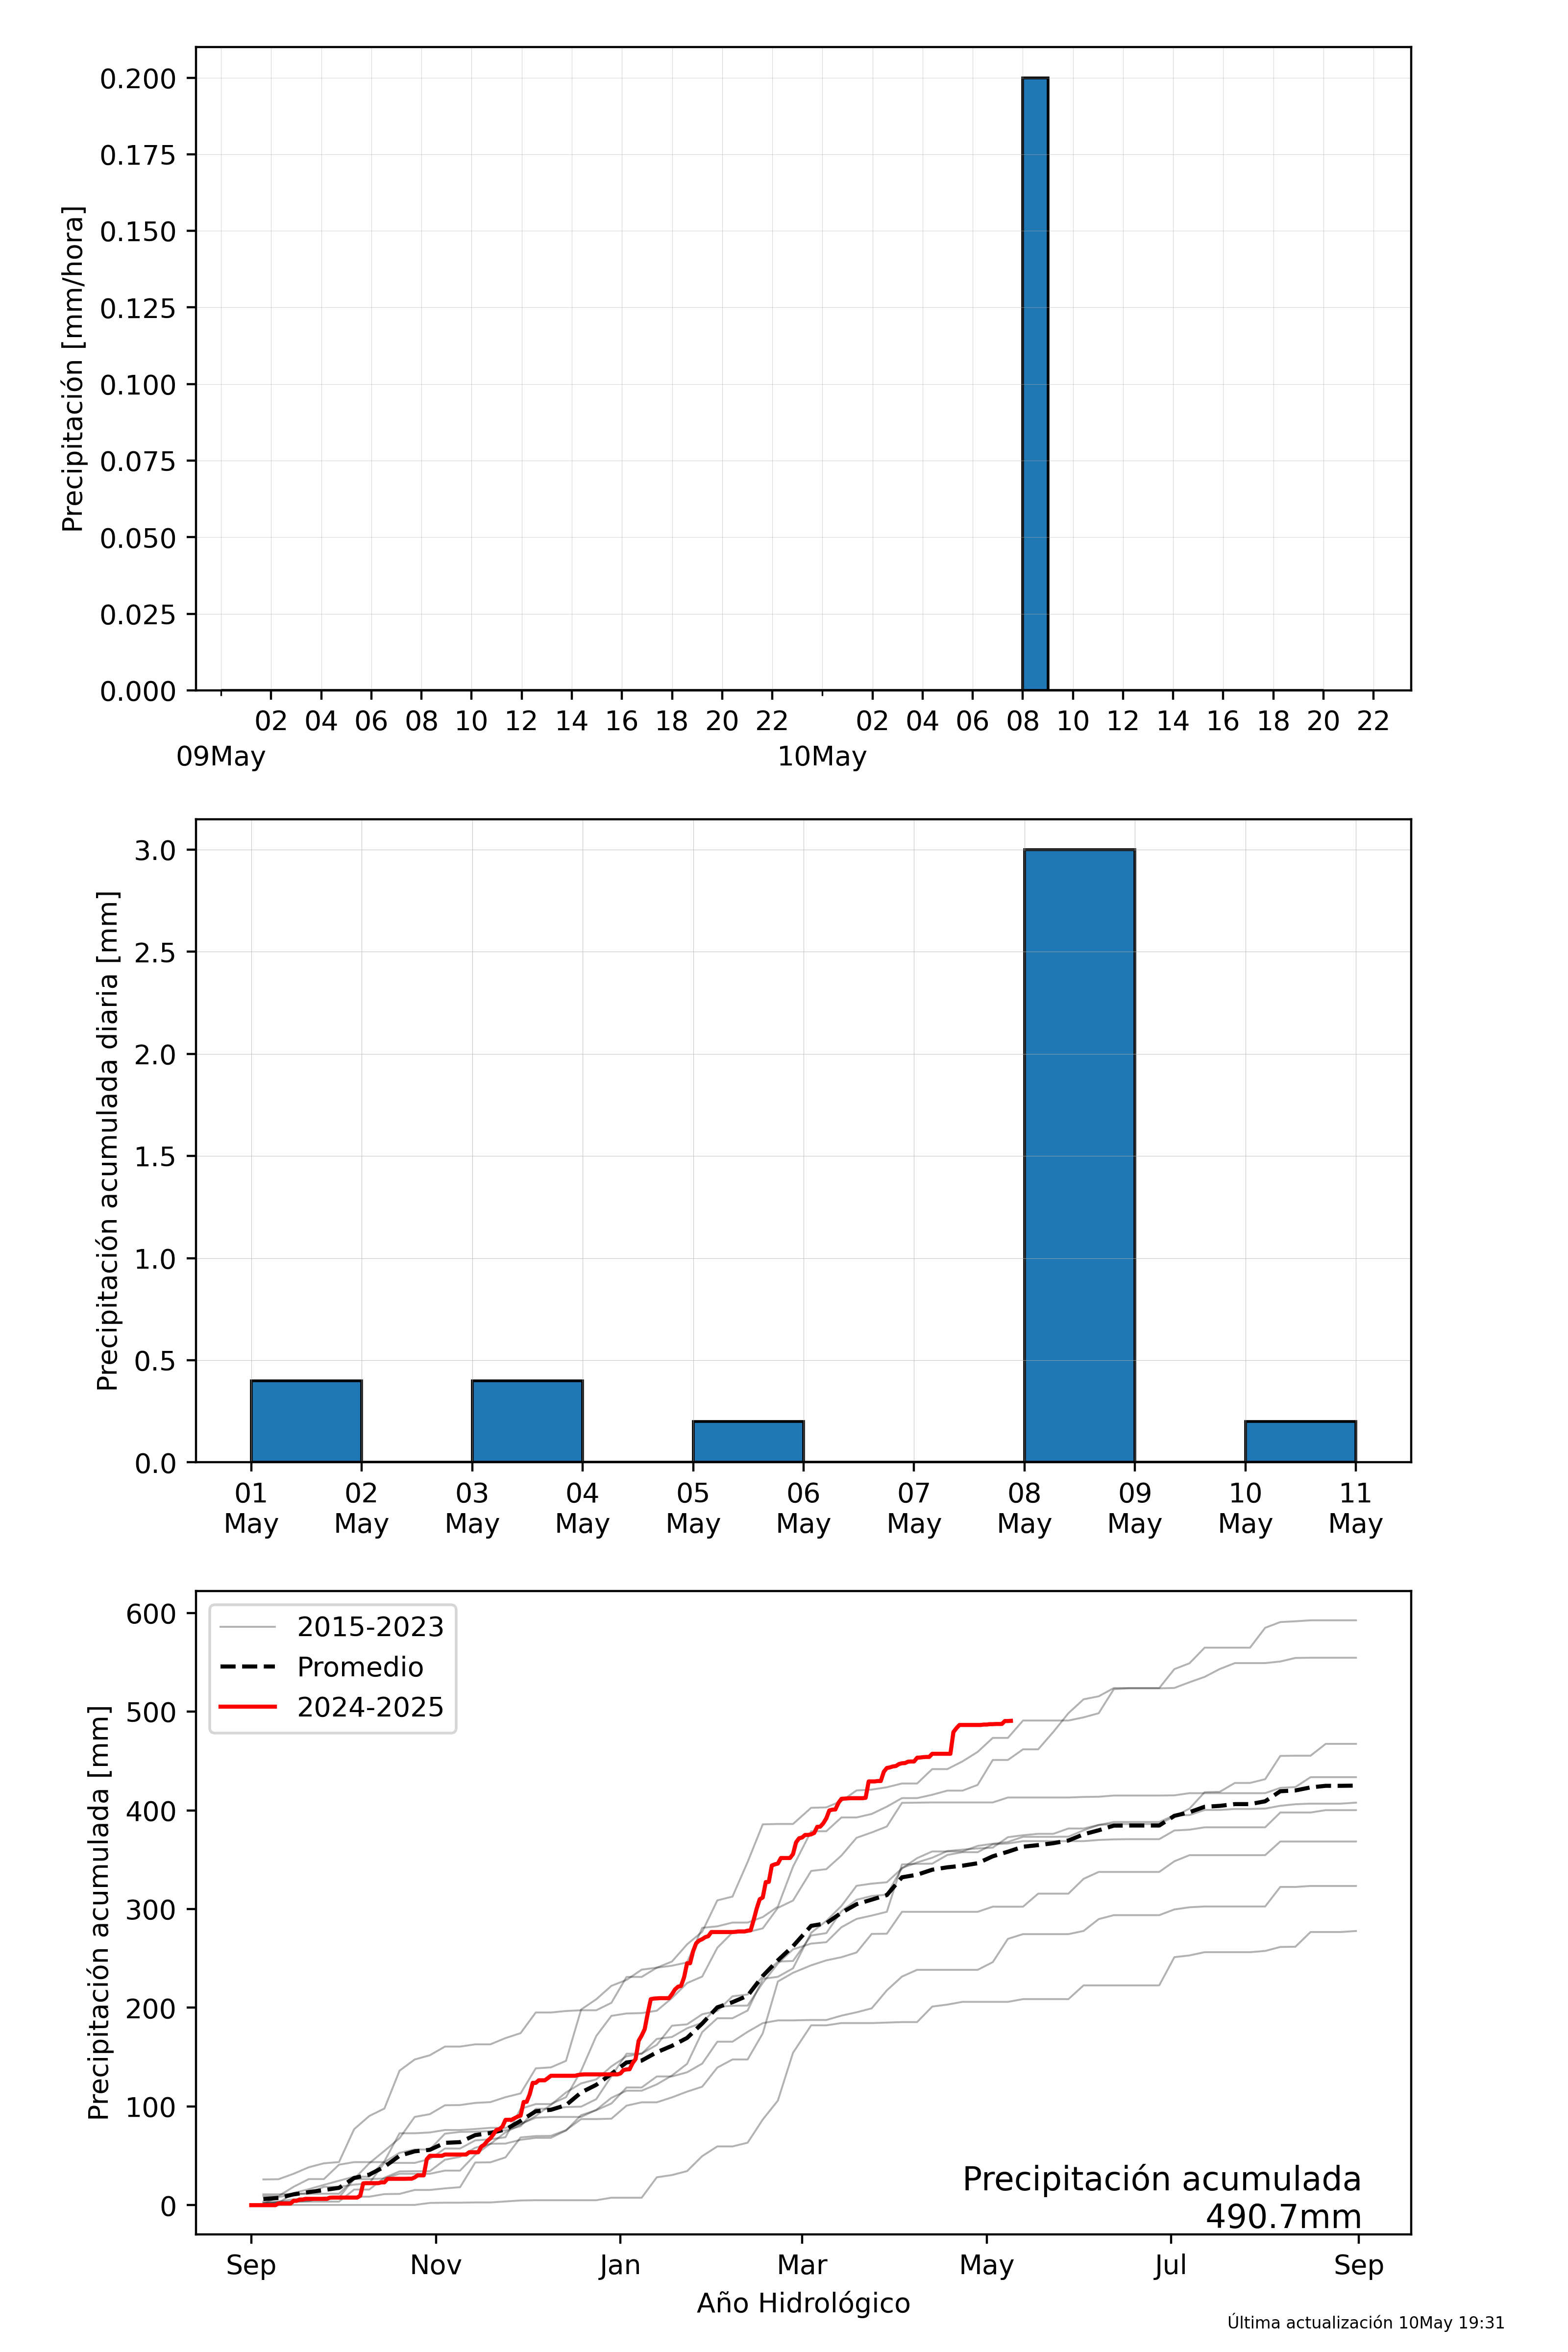 0.200
0.175
0.150
0.125
0.100
0.075
0.050
0.025
0.000
Precipitación [mm/hora]
02 04 06 08 10 12 14 16 18 20 22 02 04 06 08 10 12 14 16 18 20 22
09May 10May
3.0
2.5
2.0
1.5
1.0
0.5
0.0
Precipitación acumulada diaria [mm]
01 02 03 04 05 06 07 08 09 10 11
May May May May May May May May May May May
600
500
400
300
200
100
0
Precipitación acumulada [mm]
2015-2023
Promedio
2024-2025
Precipitación acumulada
490.7mm
Sep Nov Jan Mar May Jul Sep
Año Hidrológico
Última actualización 10May 19:31